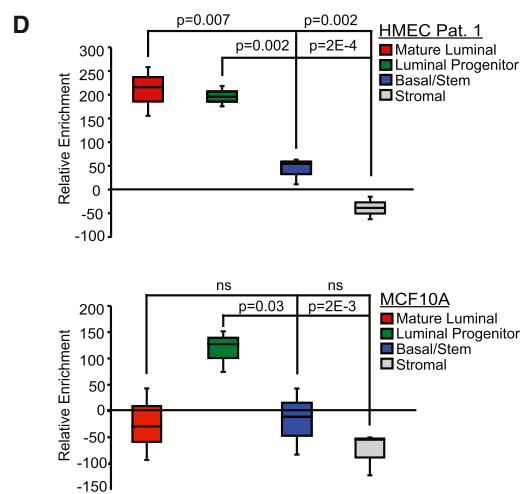 D
p=0.007
p=0.002
HMEC Pat. 1
p=0.002
p=2E-4
Mature Luminal
Luminal Progenitor
Basal/Stem
Stromal
Relative Enrichment
300
250
200
150
100
50
0
-50
-100
ns
ns
MCF10A
p=0.03
p=2E-3
Mature Luminal
Luminal Progenitor
Basal/Stem
Stromal
Relative Enrichment
200
150
100
50
0
-50
-100
-150